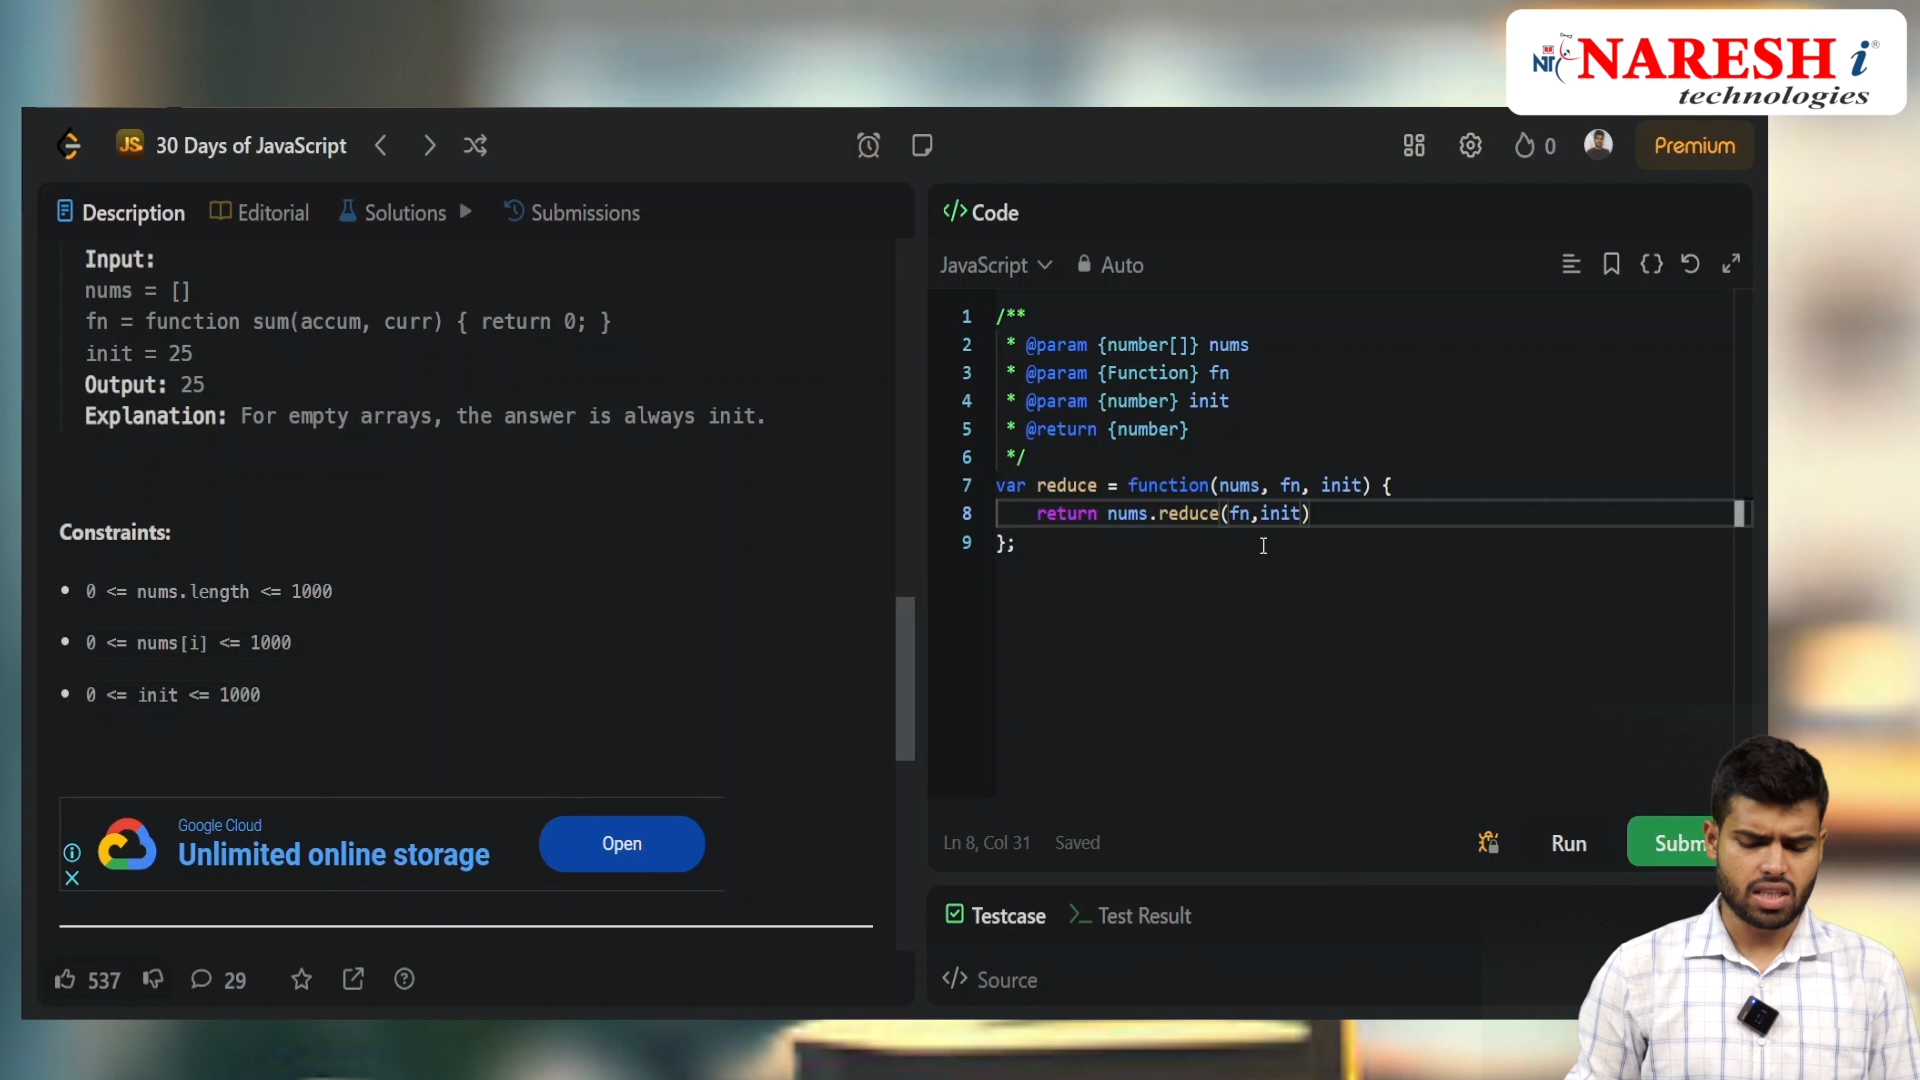 NT
NARESH i
technologies
JS 30 Days of JavaScript
0
Premium
Description
Editorial
Solutions
Submissions
</> Code
JavaScript
Auto
Input:
nums = []
fn = function sum(accum, curr) { return 0; }
init = 25
Output: 25
Explanation: For empty arrays, the answer is always init.
Constraints:
0 <= nums.length <= 1000
0 <= nums[i] <= 1000
0 <= init <= 1000
Google Cloud
Unlimited online storage
Open
537
29
1 /**
2 * @param {number[]} nums
3 * @param {Function} fn
4 * @param {number} init
5 * @return {number}
6 */
7 var reduce = function(nums, fn, init) {
8 return nums.reduce(fn,init)
9 };
Ln 8, Col 31 Saved
Run
Subm
Testcase
>_ Test Result
</> Source